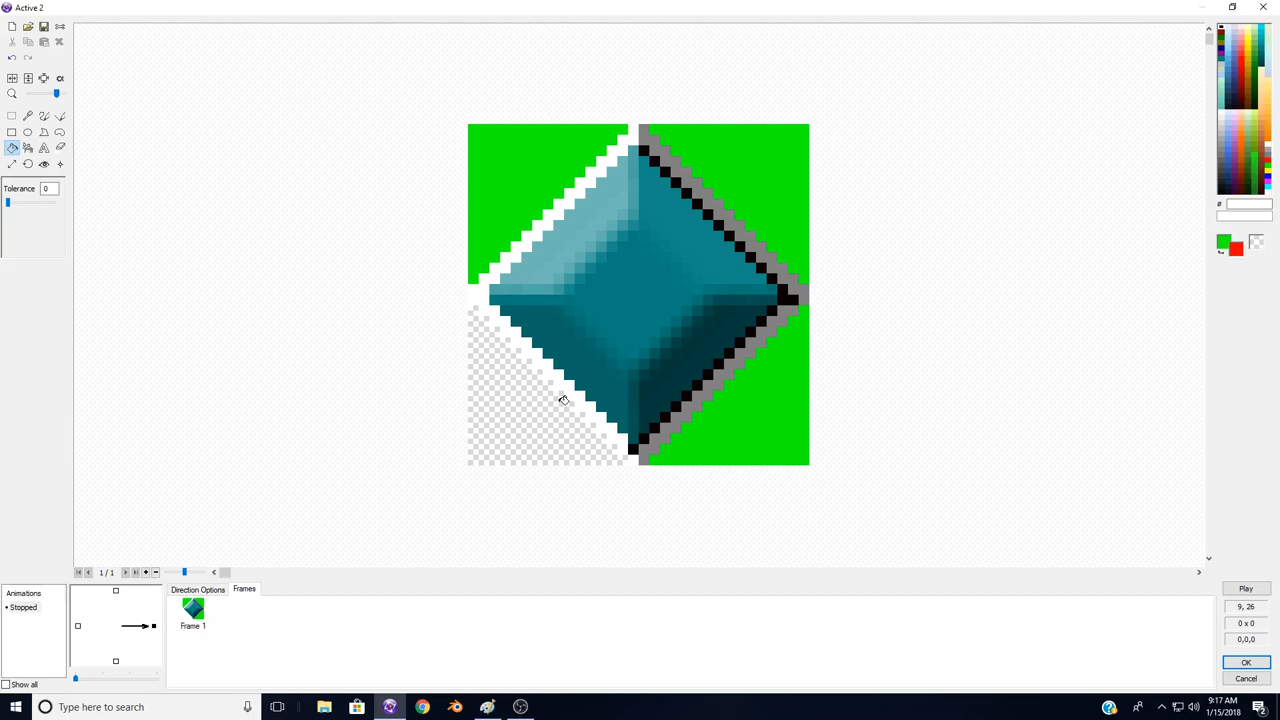 Active 2
Tolerance 0
#
1 / 1
Animations
• Stopped
Show all
Direction Options
Frames
Frame 1
Play
9, 26
0 x 0
0,0,0
OK
Cancel
Type here to search
9:17 AM
1/15/2018
2